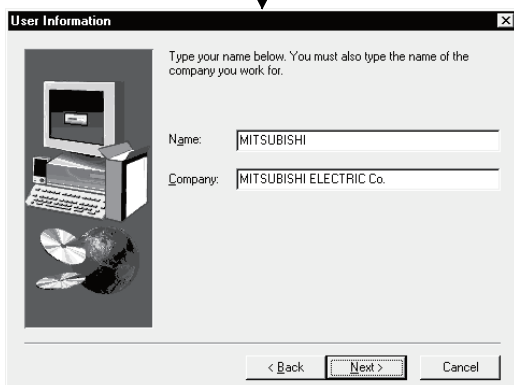 User Information
Type your name below. You must also type the name of the
company you work for.
Name: MITSUBISHI
Company: MITSUBISHI ELECTRIC Co.
< Back Next > Cancel